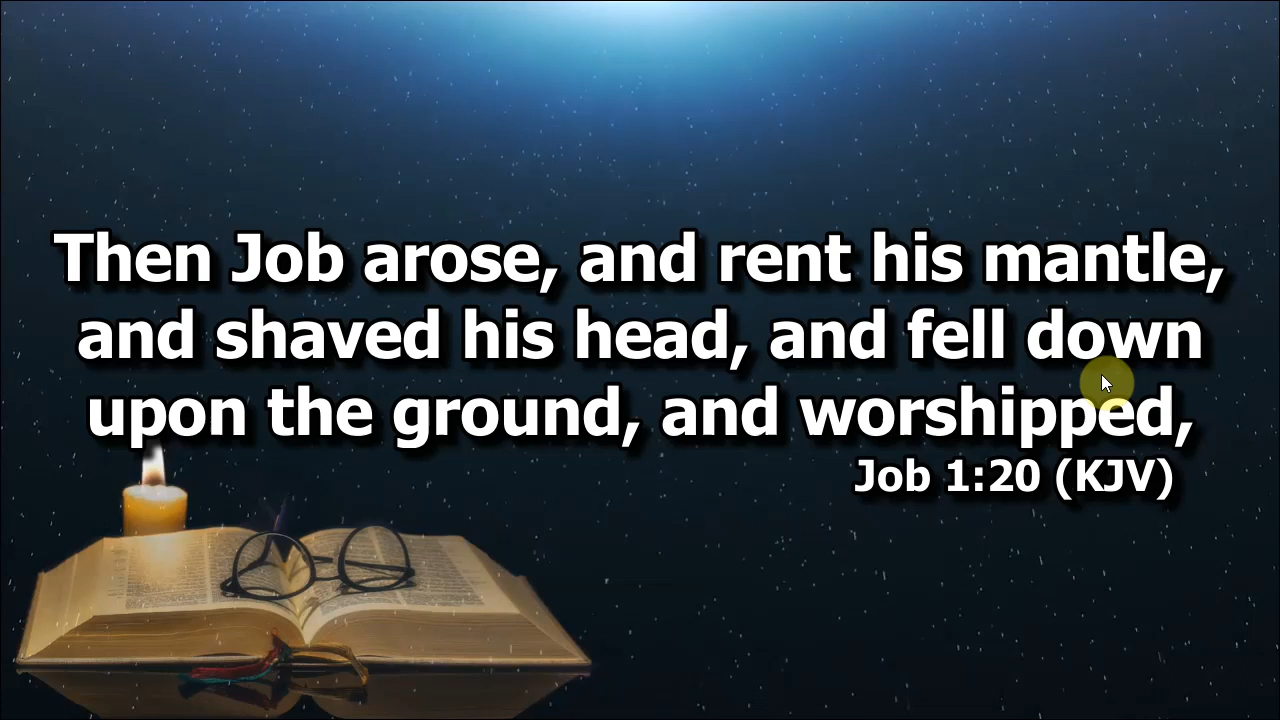 Then Job arose, and rent his mantle,
and shaved his head, and fell down
upon the ground, and worshipped,
Job 1:20 (KJV)